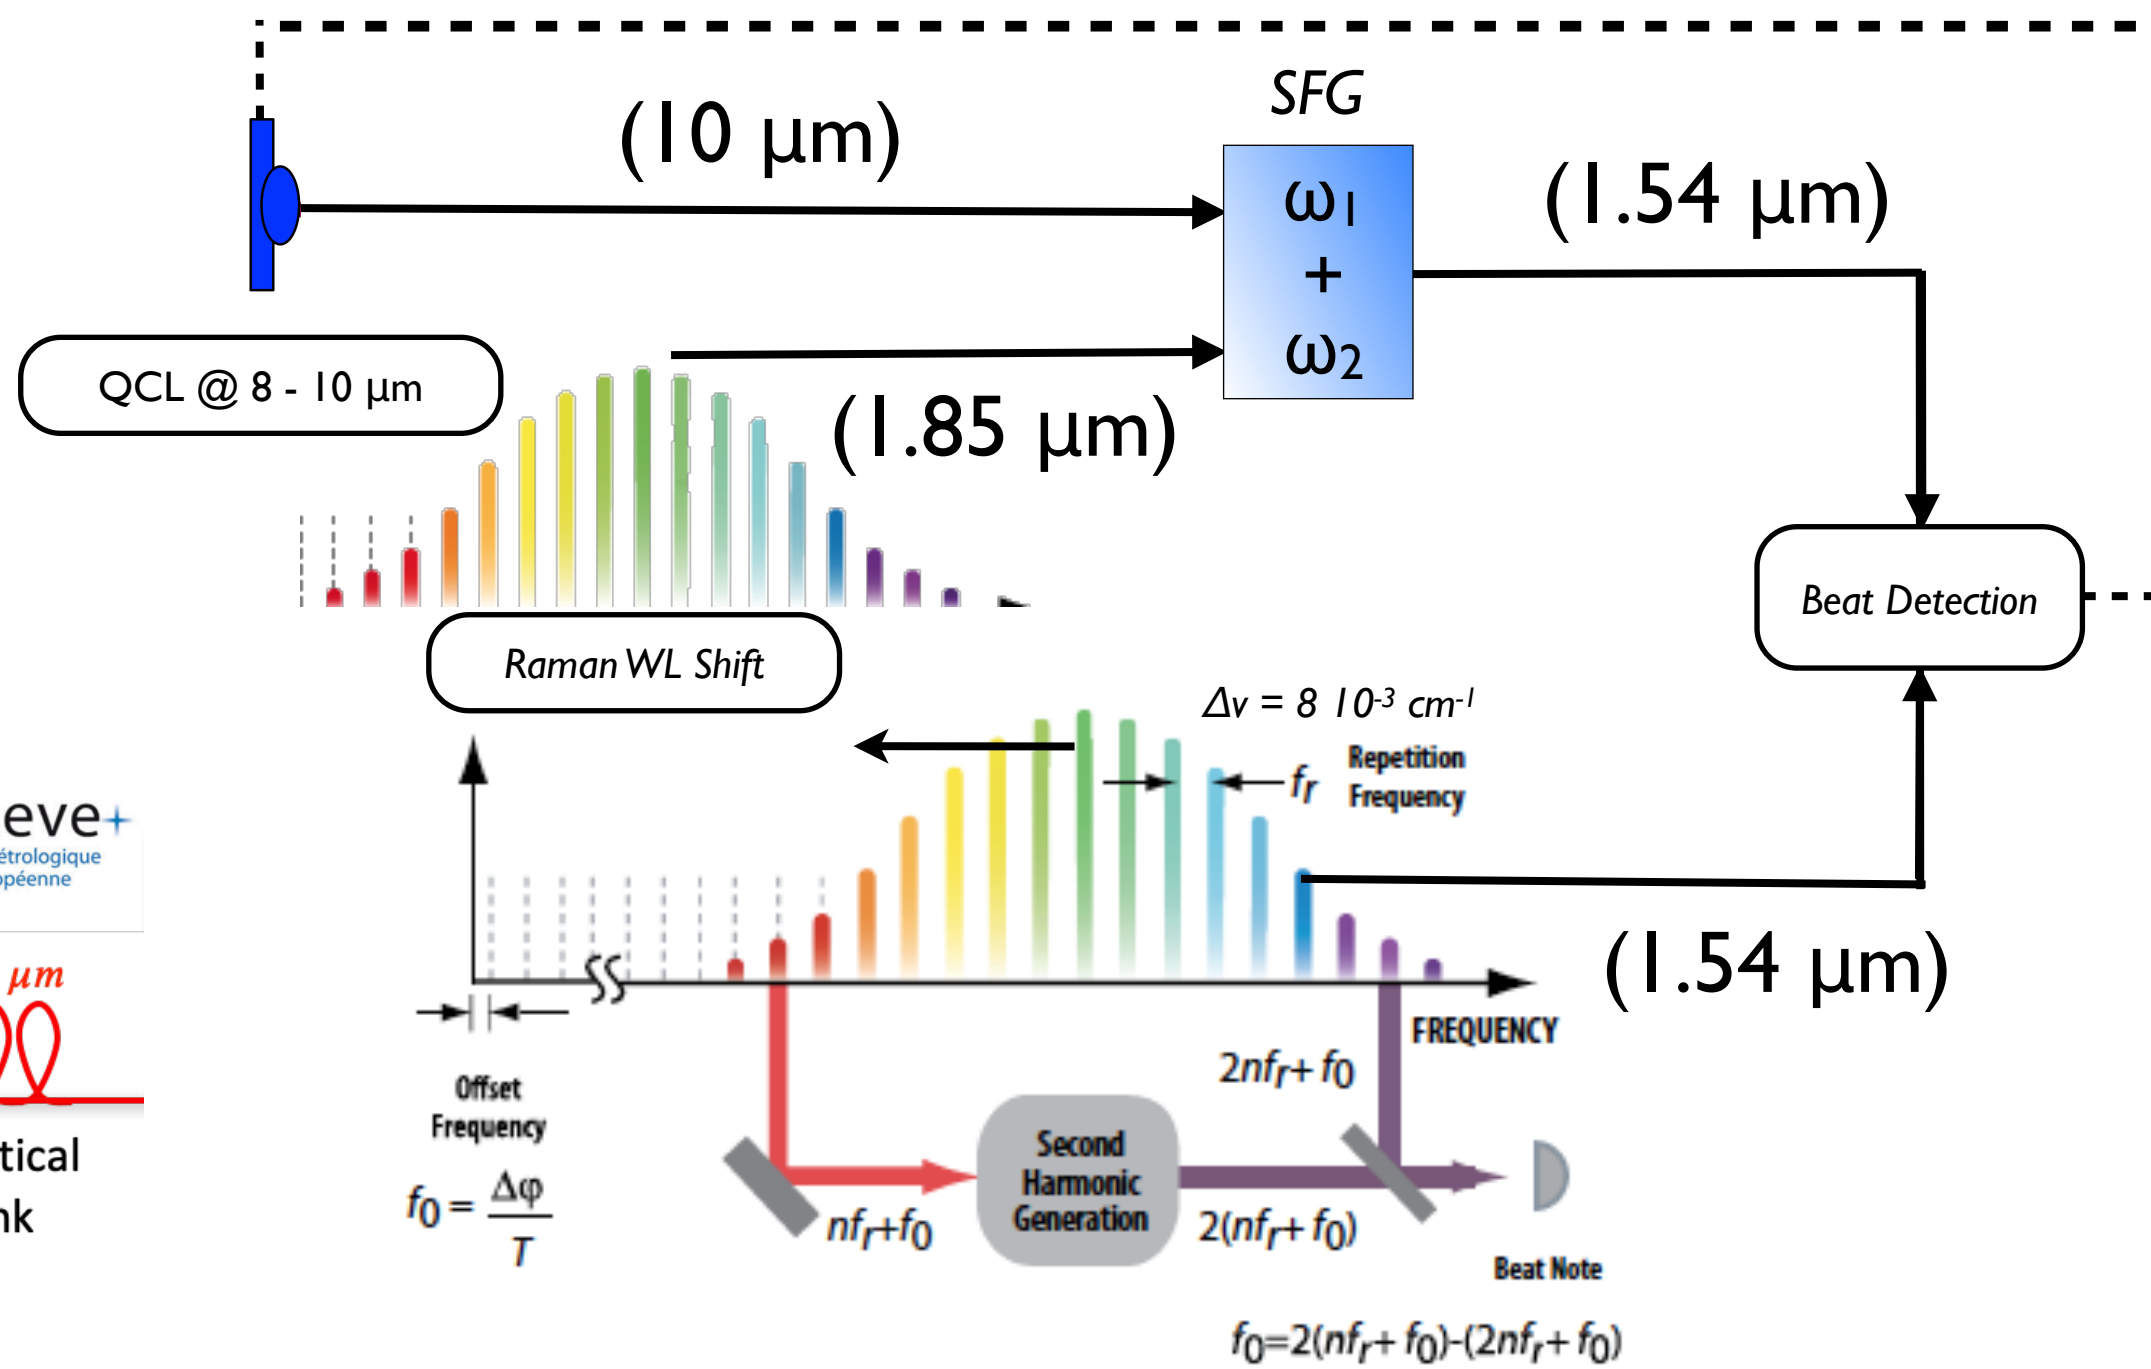 SFG
(10 µm)
ω1
+
ω2
(1.54 µm)
QCL @ 8 - 10 µm
(1.85 µm)
Beat Detection
Raman WL Shift
Δν = 8 10-3 cm-1
Repetition
Frequency
fr
eve+
étrologique
opéenne
µm
tical
nk
(1.54 µm)
FREQUENCY
Offset
Frequency
f0 = Δφ
T
2nfr+ f0
Second
Harmonic
Generation
nfr+f0
2(nfr+ f0)
Beat Note
f0=2(nfr+ f0)-(2nfr+ f0)